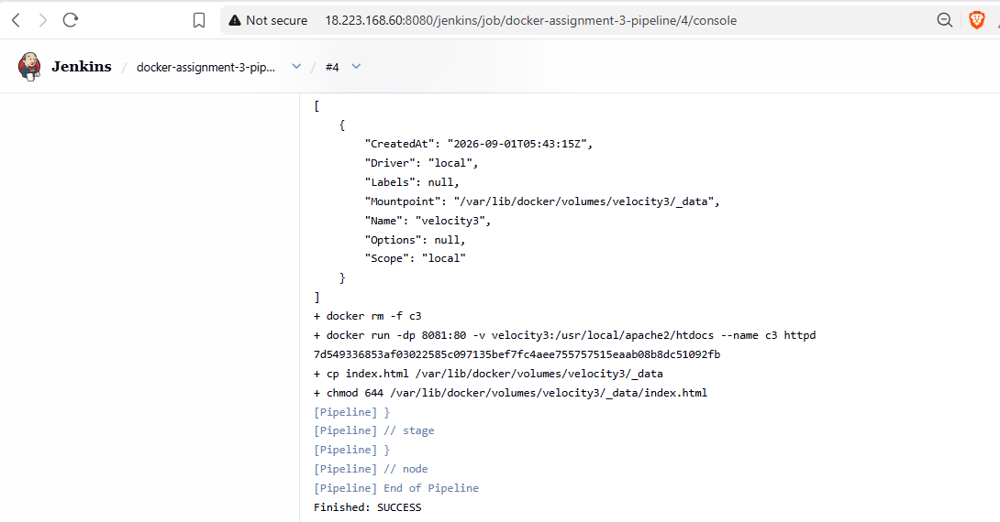 Not secure 18.223.168.60:8080/jenkins/job/docker-assignment-3-pipeline/4/console
Jenkins / docker-assignment-3-pip... / #4
[
    {
        "CreatedAt": "2026-09-01T05:43:15Z",
        "Driver": "local",
        "Labels": null,
        "Mountpoint": "/var/lib/docker/volumes/velocity3/_data",
        "Name": "velocity3",
        "Options": null,
        "Scope": "local"
    }
]
+ docker rm -f c3
+ docker run -dp 8081:80 -v velocity3:/usr/local/apache2/htdocs --name c3 httpd
7d549336853af03022585c097135bef7fc4aee755757515eaab08b8dc51092fb
+ cp index.html /var/lib/docker/volumes/velocity3/_data
+ chmod 644 /var/lib/docker/volumes/velocity3/_data/index.html
[Pipeline] }
[Pipeline] // stage
[Pipeline] }
[Pipeline] // node
[Pipeline] End of Pipeline
Finished: SUCCESS